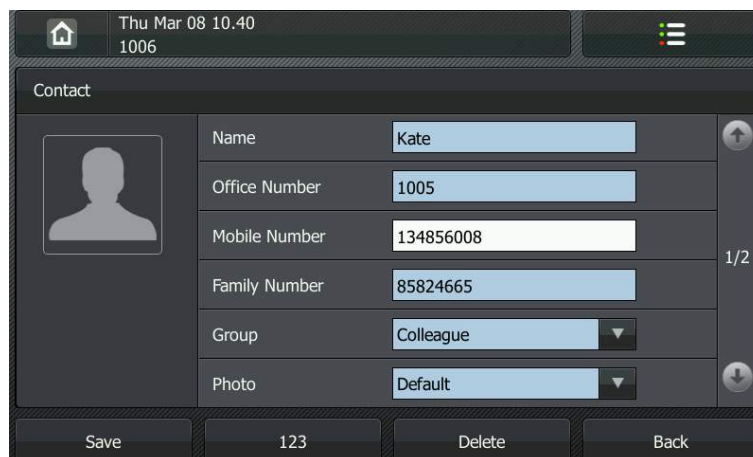 Thu Mar 08 10.40
1006
Contact
Name Kate
Office Number 1005
Mobile Number 134856008
Family Number 85824665
1/2
Group Colleague
Photo Default
Save 123 Delete Back